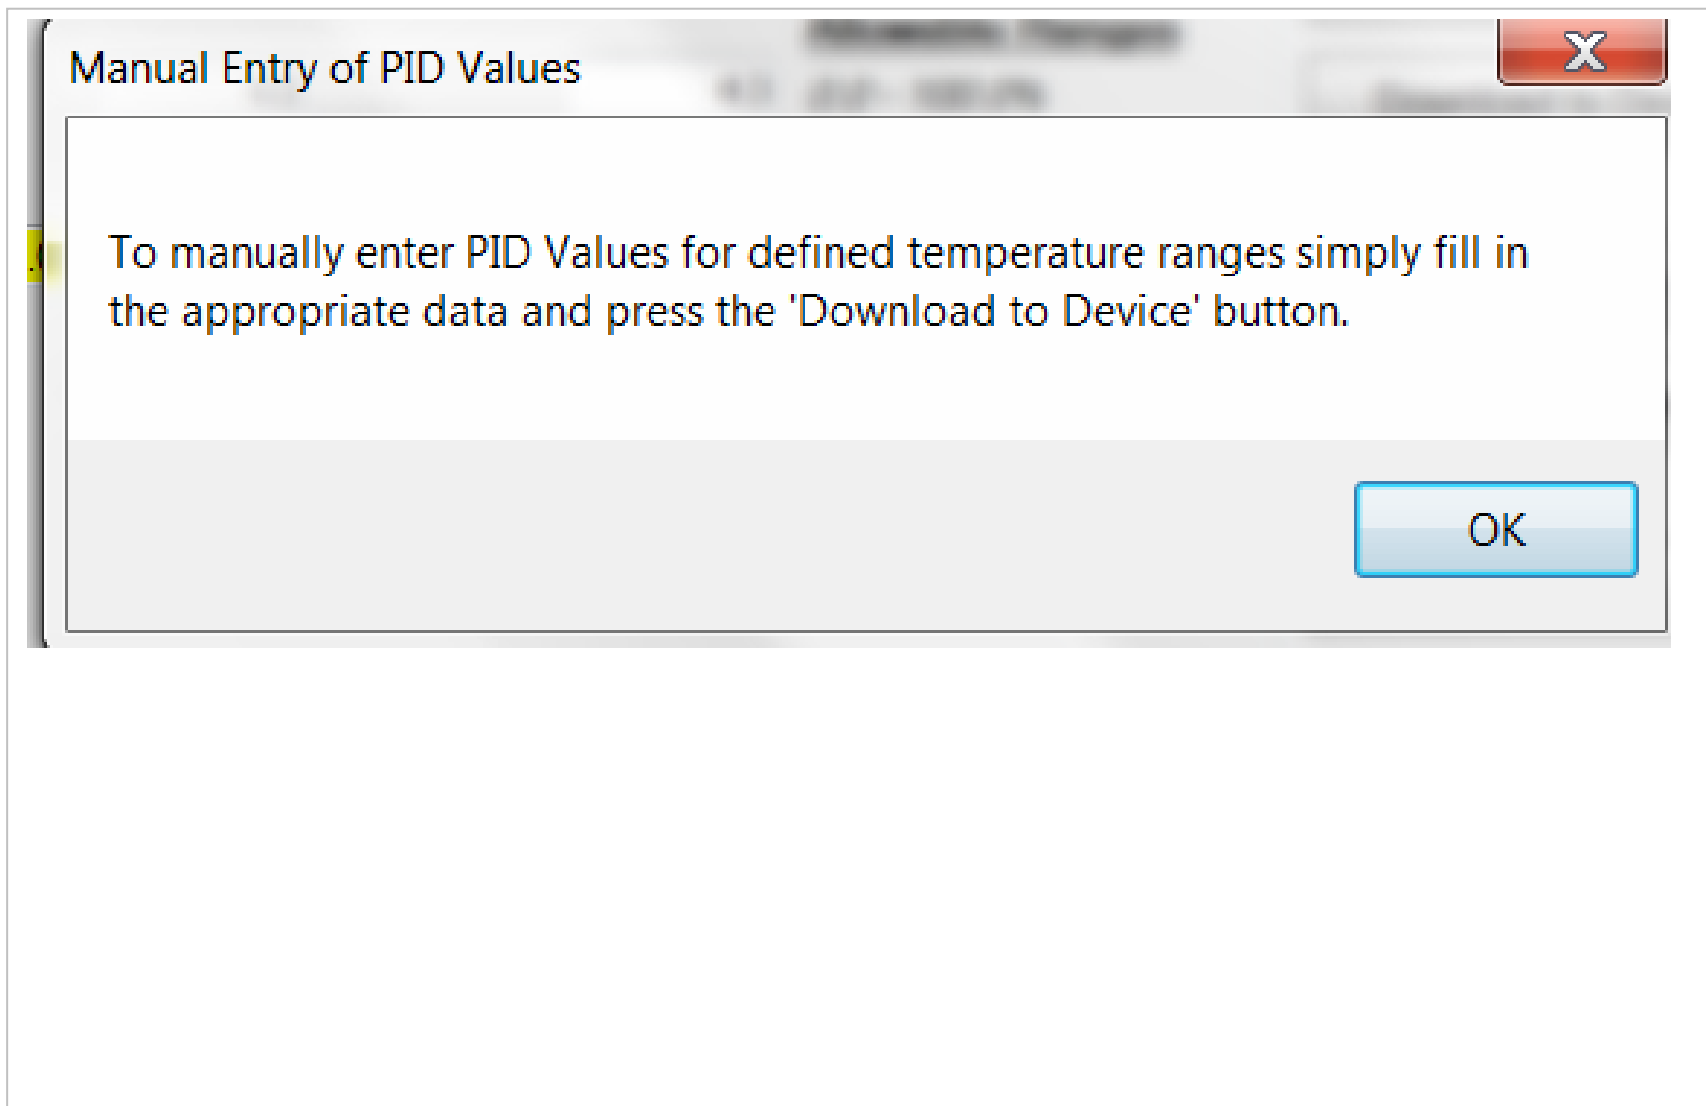 Manual Entry of PID Values
To manually enter PID Values for defined temperature ranges simply fill in
the appropriate data and press the 'Download to Device' button.
OK